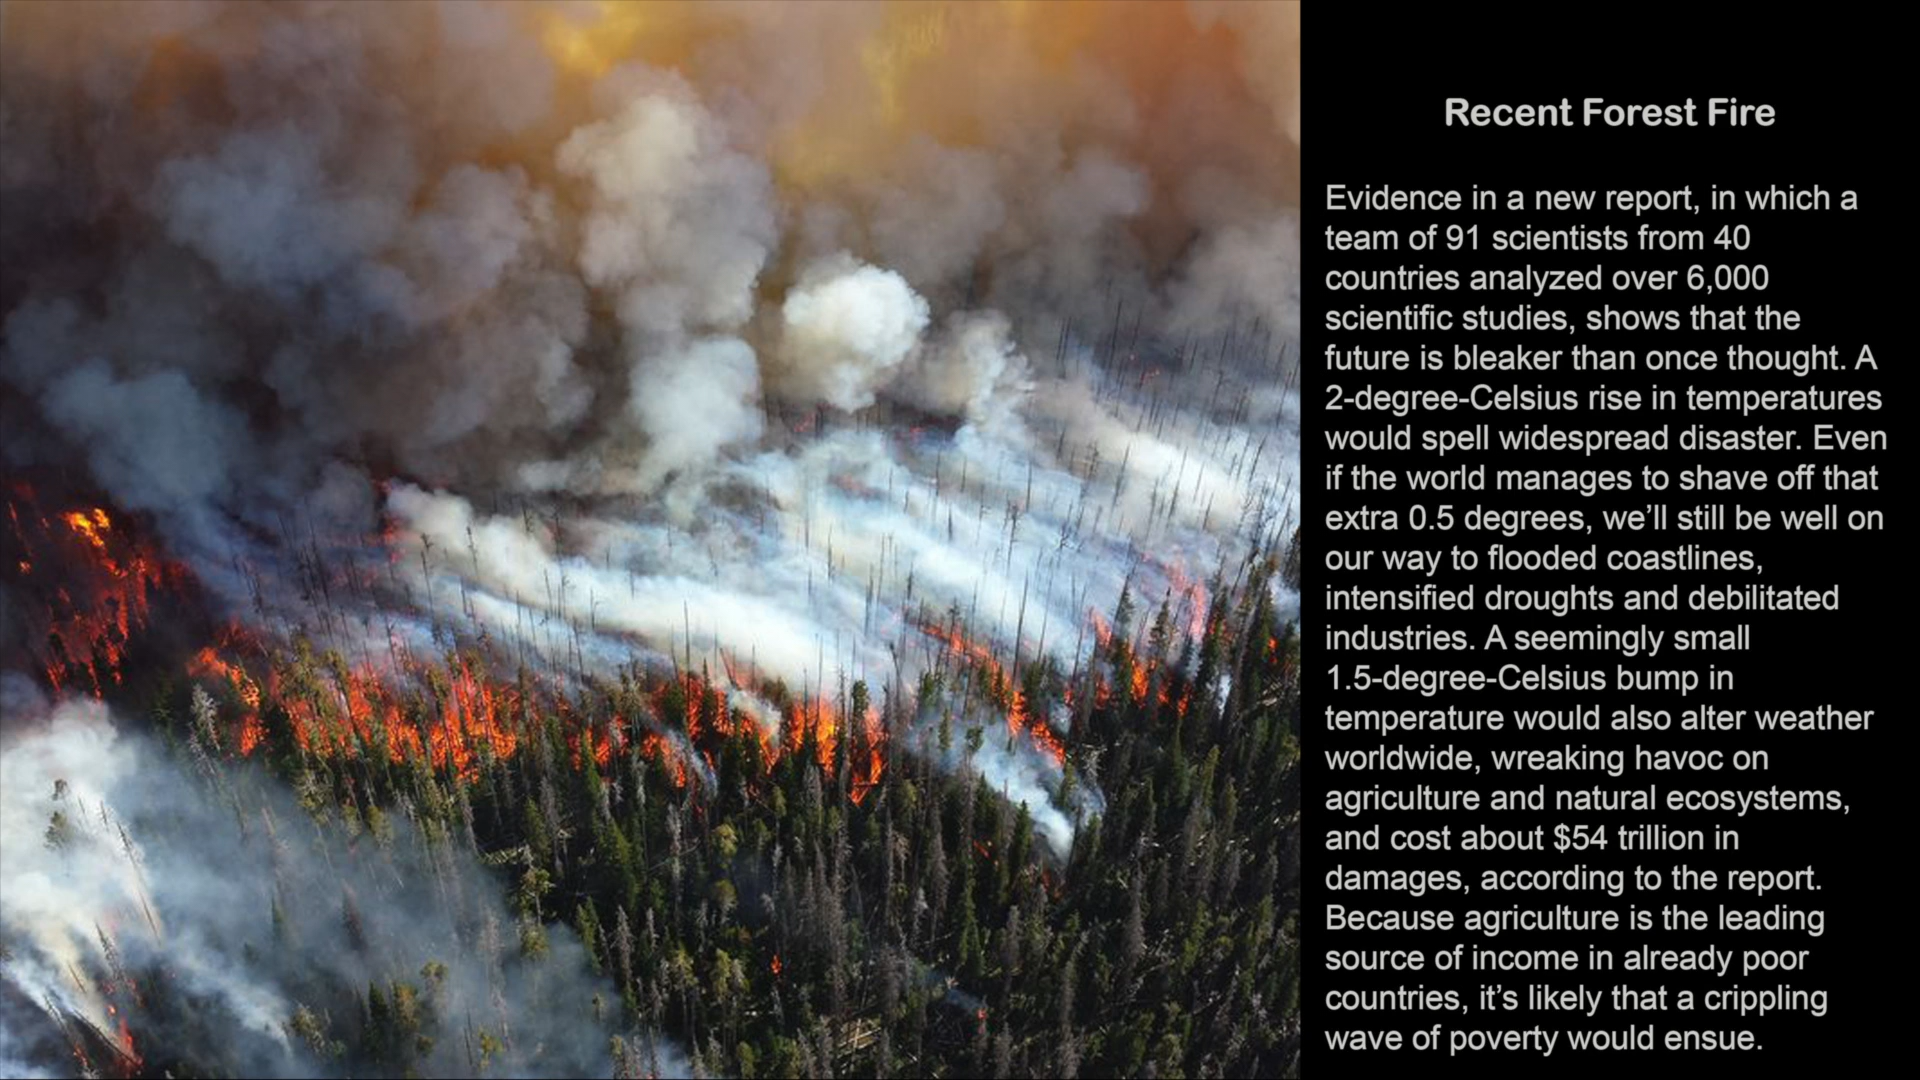 Recent Forest Fire
Evidence in a new report, in which a
team of 91 scientists from 40
countries analyzed over 6,000
scientific studies, shows that the
future is bleaker than once thought. A
2-degree-Celsius rise in temperatures
would spell widespread disaster. Even
if the world manages to shave off that
extra 0.5 degrees, we’ll still be well on
our way to flooded coastlines,
intensified droughts and debilitated
industries. A seemingly small
1.5-degree-Celsius bump in
temperature would also alter weather
worldwide, wreaking havoc on
agriculture and natural ecosystems,
and cost about $54 trillion in
damages, according to the report.
Because agriculture is the leading
source of income in already poor
countries, it’s likely that a crippling
wave of poverty would ensue.